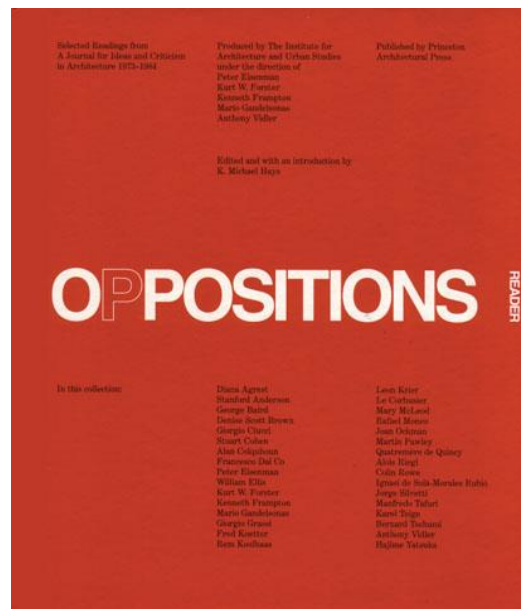 Selected Readings from
A Journal for Ideas and Criticism
in Architecture 1973–1984
Produced by The Institute for
Architecture and Urban Studies
under the direction of
Peter Eisenman
Kurt W. Forster
Kenneth Frampton
Mario Gandelsonas
Anthony Vidler
Published by Princeton
Architectural Press
Edited and with an introduction by
K. Michael Hays
OPPOSITIONS
READER
In this collection:
Diana Agrest
Stanford Anderson
George Baird
Denise Scott Brown
Giorgio Ciucci
Stuart Cohen
Alan Colquhoun
Francesco Dal Co
Peter Eisenman
William Ellis
Kurt W. Forster
Kenneth Frampton
Mario Gandelsonas
Giorgio Grassi
Fred Koetter
Rem Koolhaas
Leon Krier
Le Corbusier
Mary McLeod
Rafael Moneo
Joan Ockman
Martin Pawley
Quatremère de Quincy
Alois Riegl
Colin Rowe
Ignasi de Solà-Morales Rubió
Jorge Silvetti
Manfredo Tafuri
Karel Teige
Bernard Tschumi
Anthony Vidler
Hajime Yatsuka